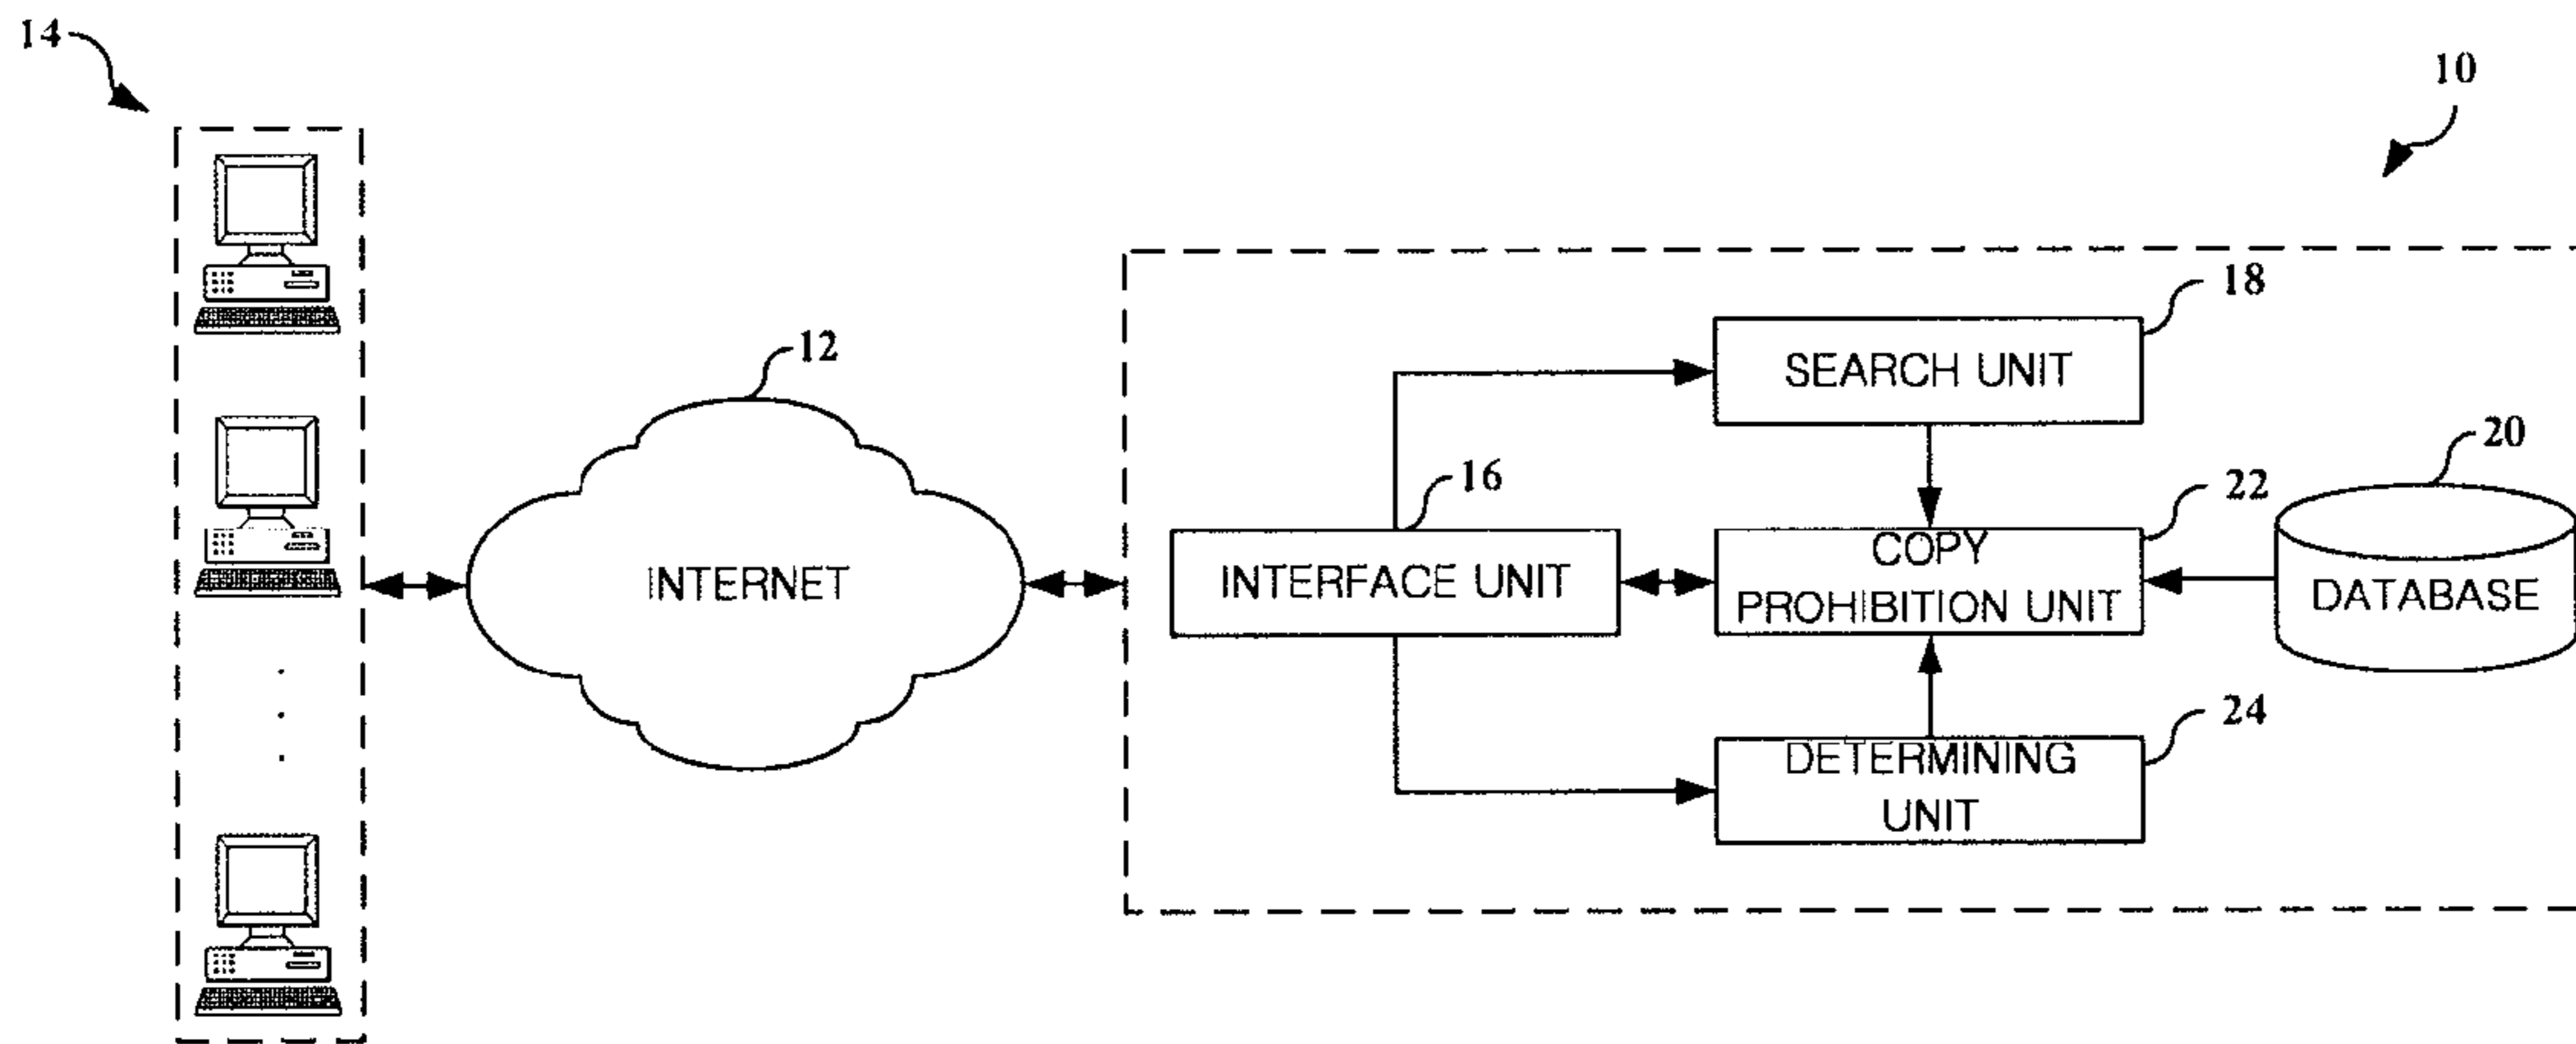 14
10
18
SEARCH UNIT
12
20
16
22
COPY
PROHIBITION UNIT
INTERNET
INTERFACE UNIT
DATABASE
24
DETERMINING
UNIT